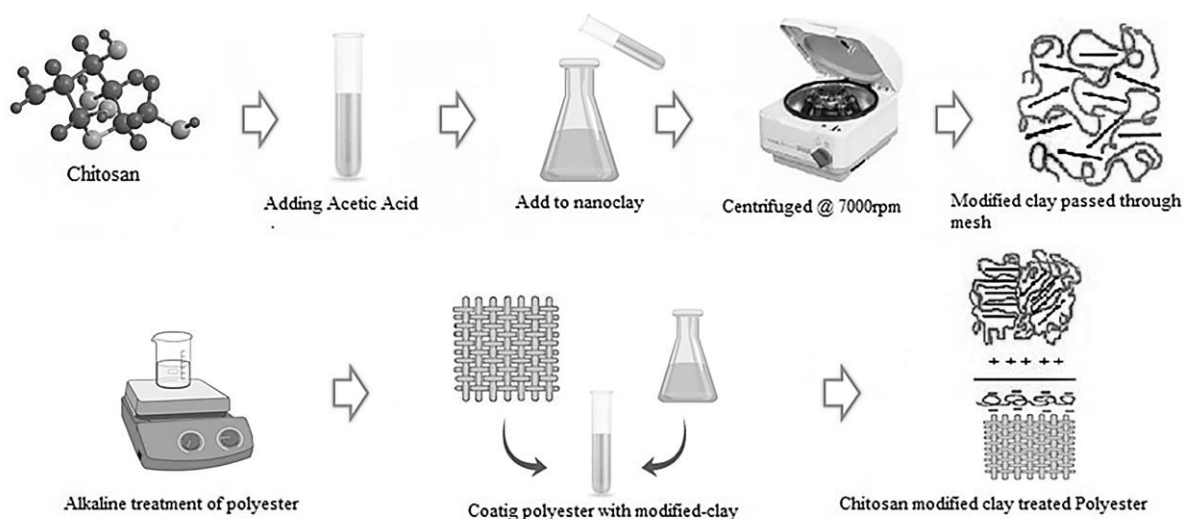 Chitosan
Adding Acetic Acid
Add to nanoclay
Centrifuged @ 7000rpm
Modified clay passed through
mesh
Alkaline treatment of polyester
Coatig polyester with modified-clay
+ + + + +
Chitosan modified clay treated Polyester